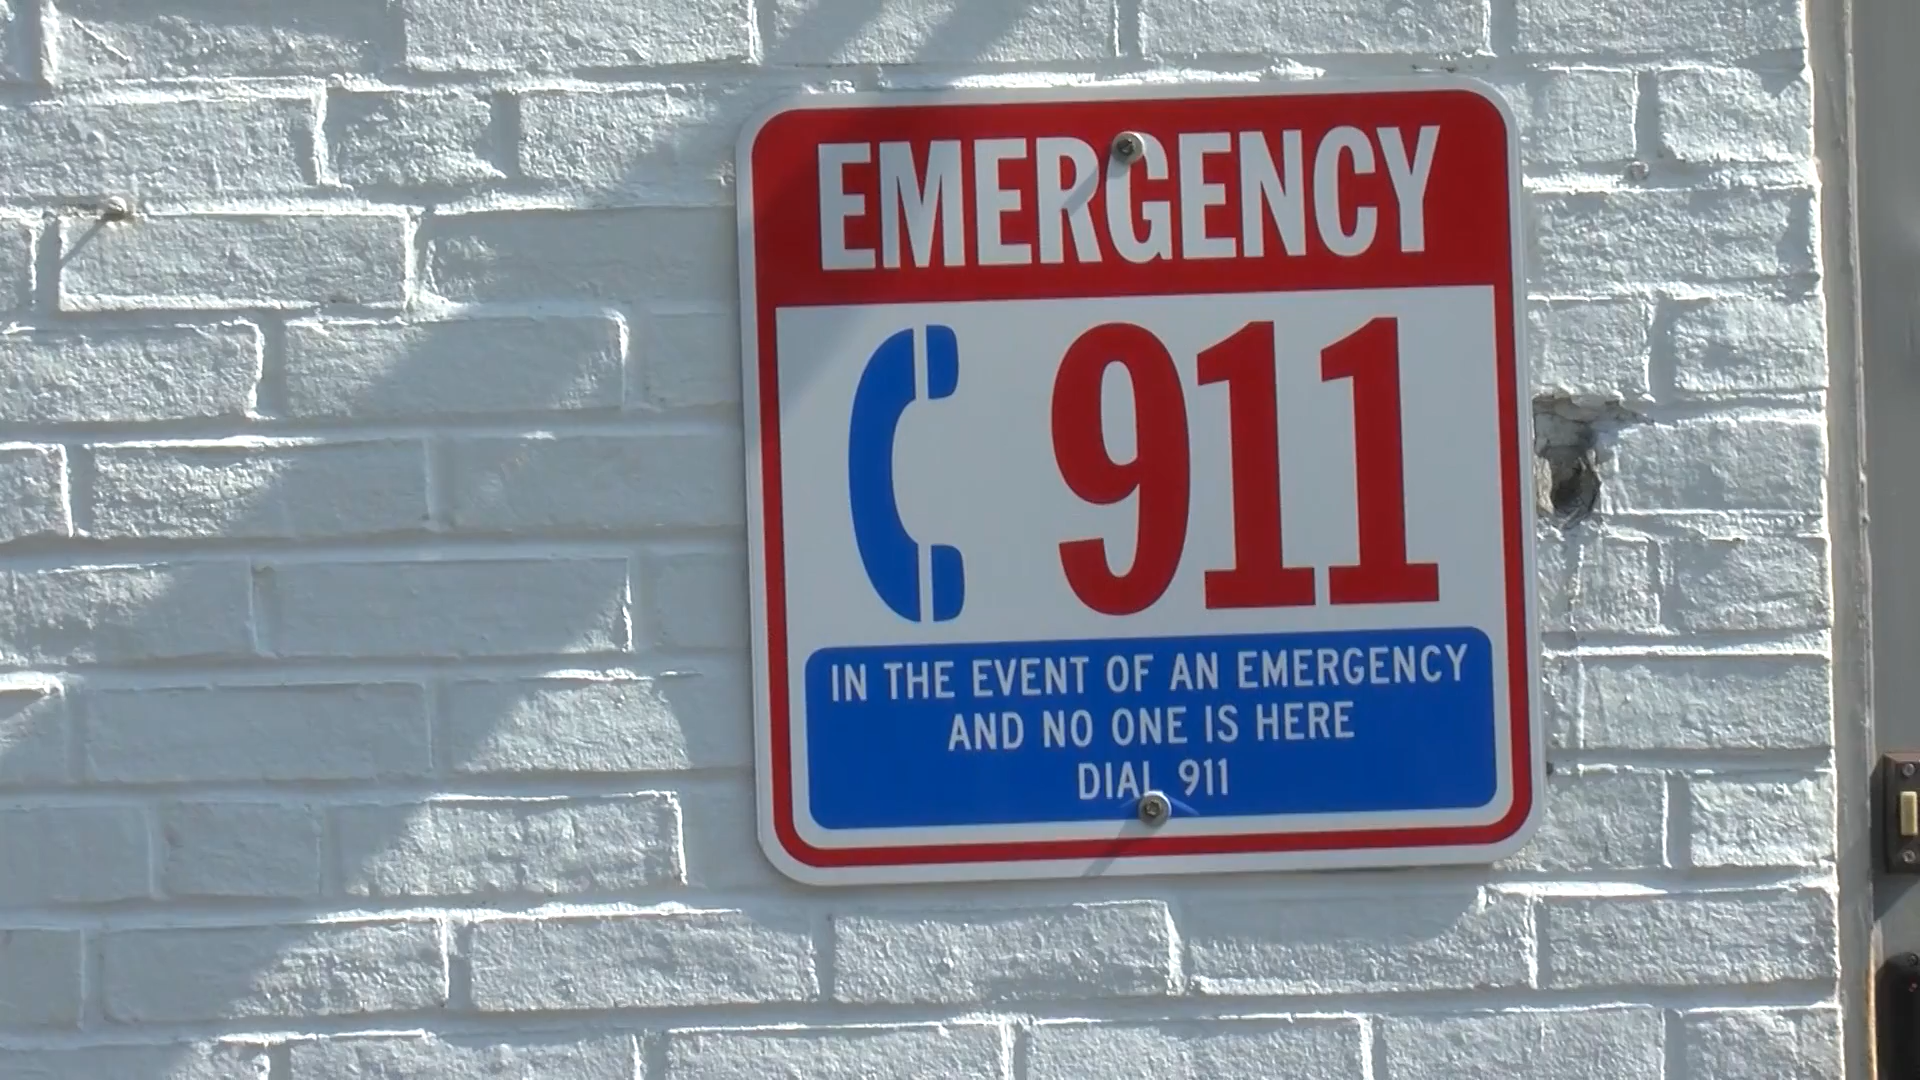 EMERGENCY
911
IN THE EVENT OF AN EMERGENCY
AND NO ONE IS HERE
DIAL 911